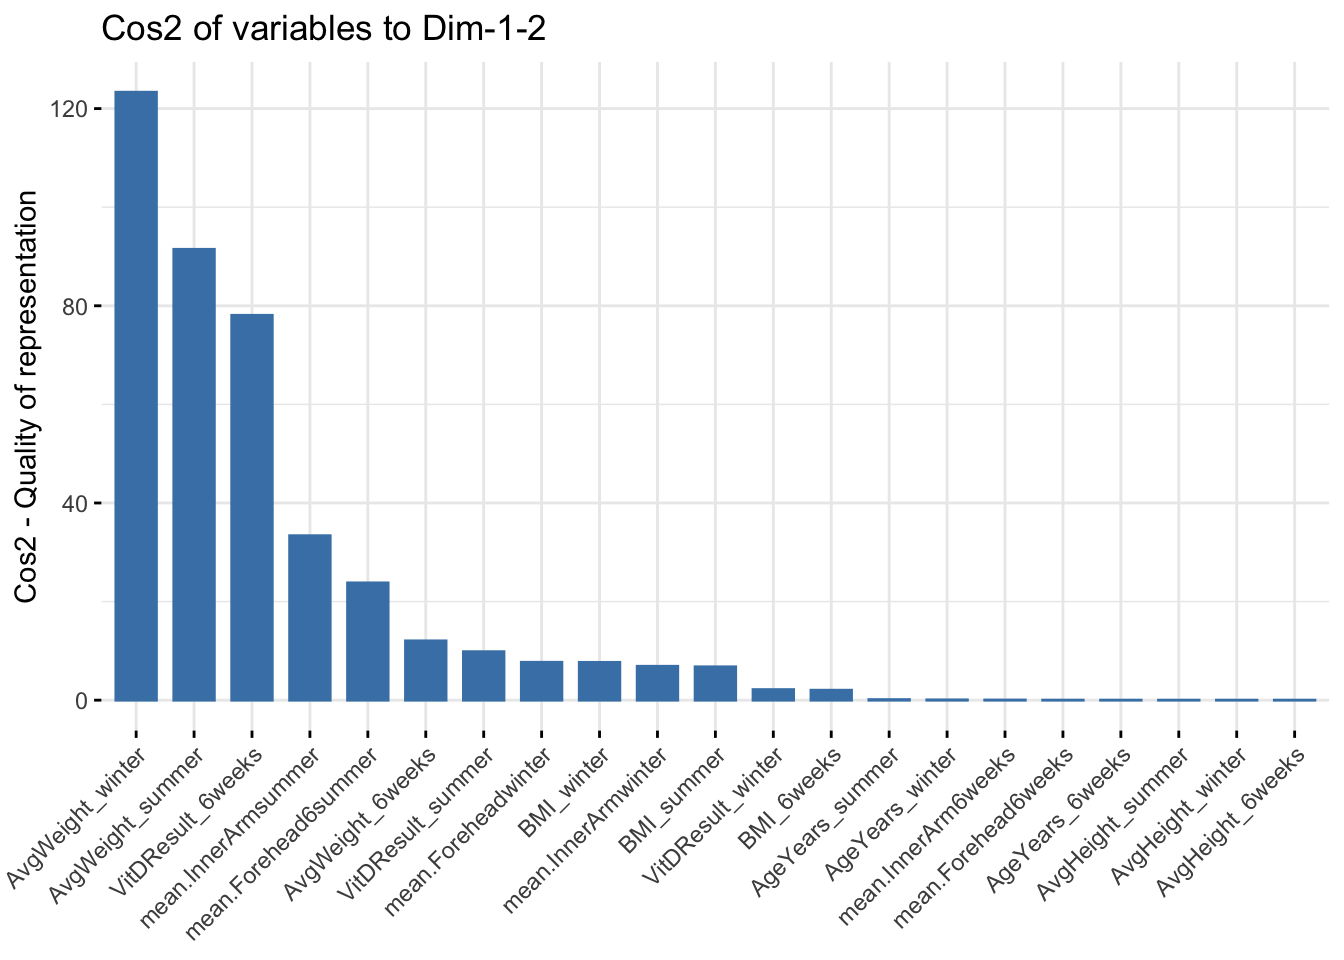 Cos2 of variables to Dim-1-2
Cos2 - Quality of representation
120
80
40
0
AvgWeight_winter
AvgWeight_summer
VitDResult_6weeks
mean.InnerArmsummer
mean.Forehead6summer
AvgWeight_6weeks
VitDResult_summer
mean.Foreheadwinter
BMI_winter
mean.InnerArmwinter
BMI_summer
VitDResult_winter
BMI_6weeks
AgeYears_summer
AgeYears_winter
mean.InnerArm6weeks
mean.Forehead6weeks
AgeYears_6weeks
AvgHeight_summer
AvgHeight_winter
AvgHeight_6weeks